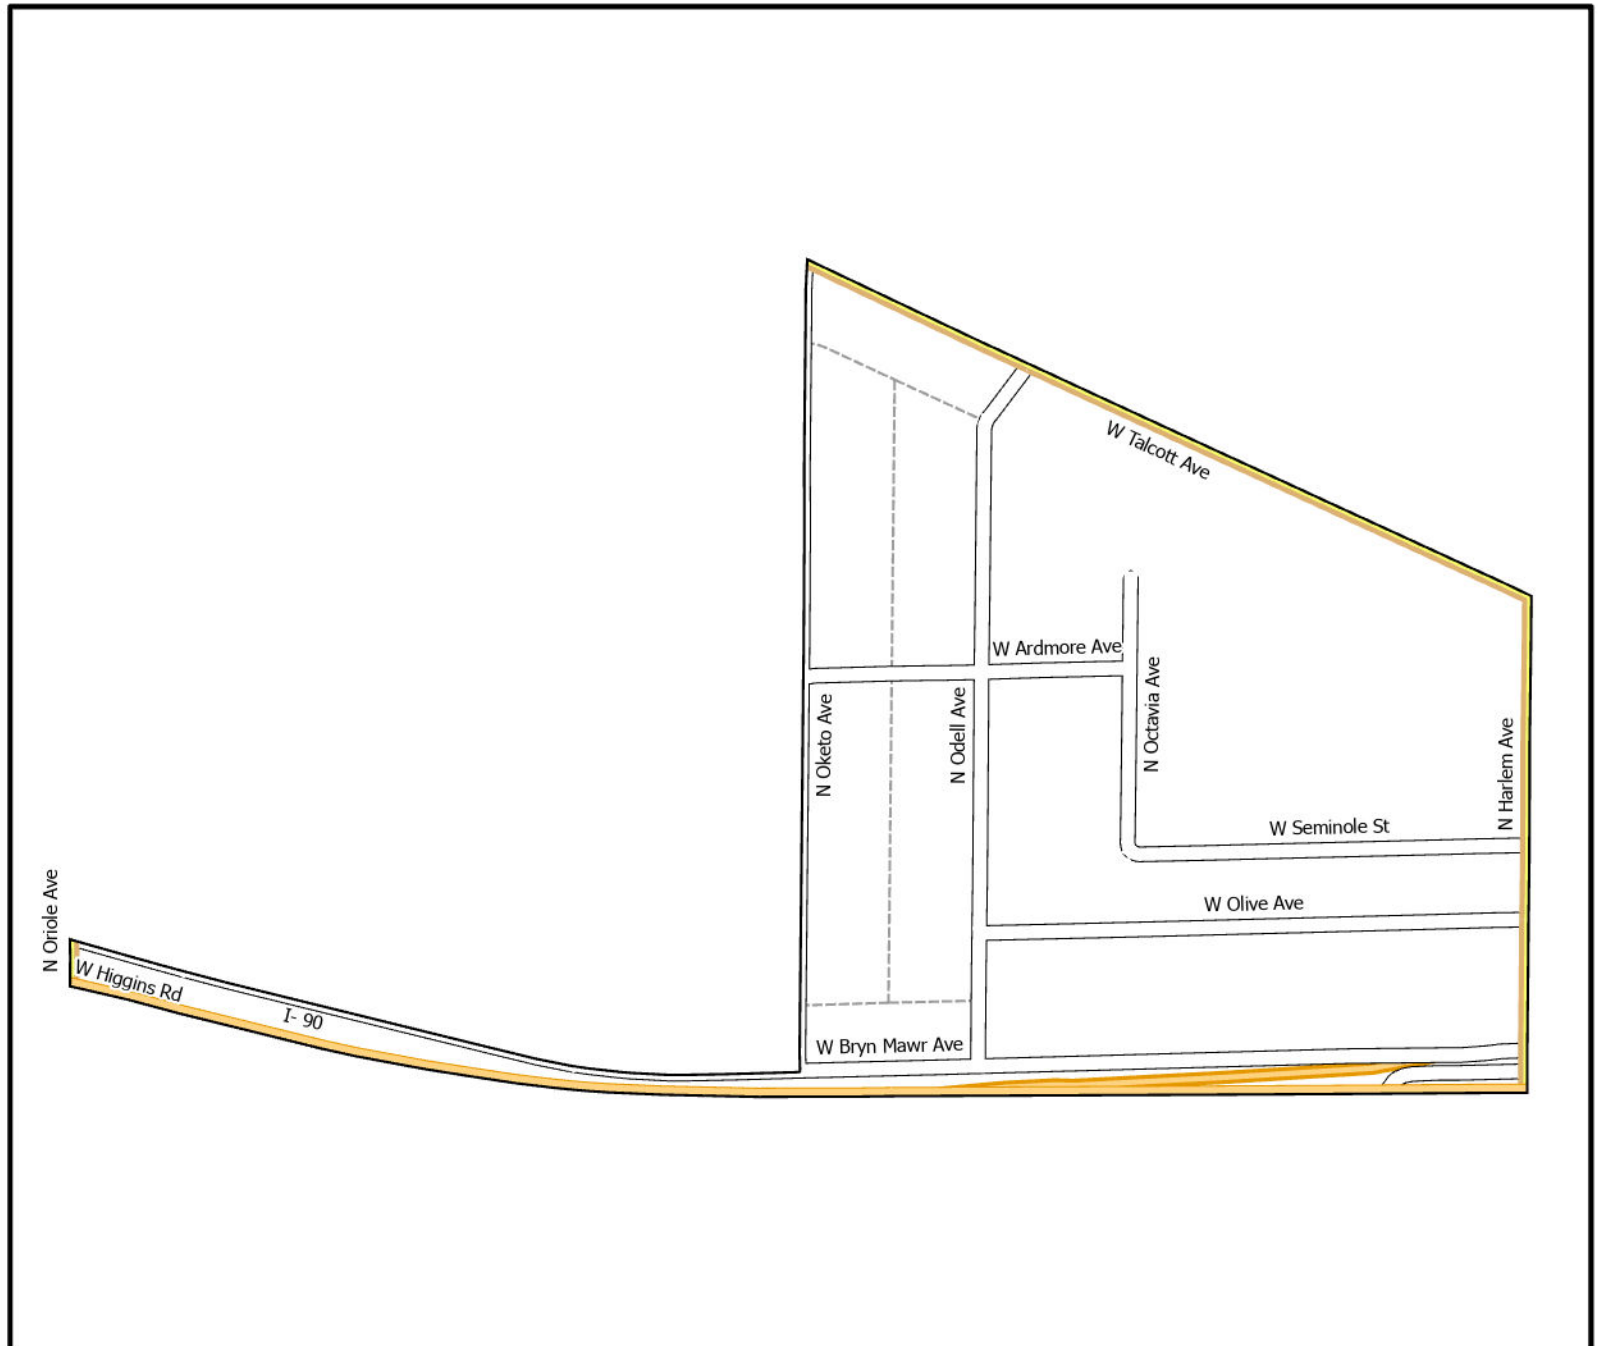 W Talcott Ave
W Ardmore Ave
N Octavia Ave
N Oketo Ave
N Odell Ave
N Harlem Ave
W Seminole St
W Olive Ave
N Oriole Ave
W Higgins Rd
I- 90
W Bryn Mawr Ave